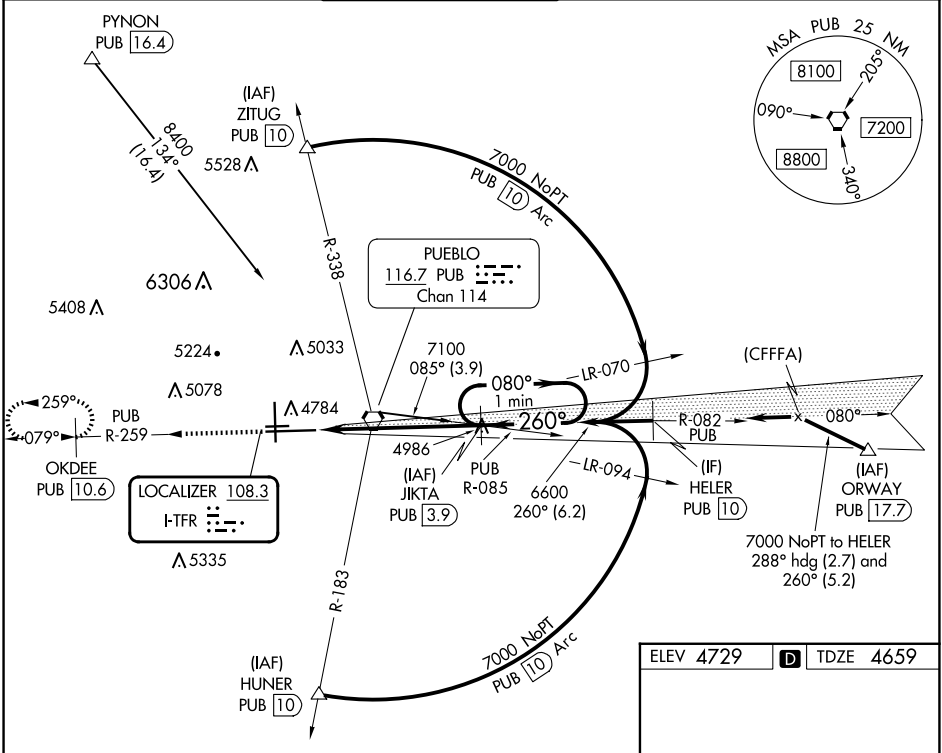 PYNON
PUB 16.4
8400
134°
(16.4)
(IAF)
ZITUG
PUB 10
5528
7000 NoPT
PUB 10 Arc
MSA PUB 25 NM
8100
205°
090°
7200
8800
340°
R-338
PUEBLO
116.7 PUB
Chan 114
6306
5408
5224
5033
5078
4784
7100
085° (3.9)
080°
1 min
260°
LR-070
(CFFFA)
259°
079°
PUB
R-259
OKDEE
PUB 10.6
R-082
PUB
080°
4986
(IAF)
JIKTA
PUB 3.9
PUB
R-085
6600
260° (6.2)
LR-094
(IF)
HELER
PUB 10
(IAF)
ORWAY
PUB 17.7
7000 NoPT to HELER
288° hdg (2.7) and
260° (5.2)
LOCALIZER 108.3
I-TFR
5335
R-183
7000 NoPT
PUB 10 Arc
(IAF)
HUNER
PUB 10
ELEV 4729 D TDZE 4659